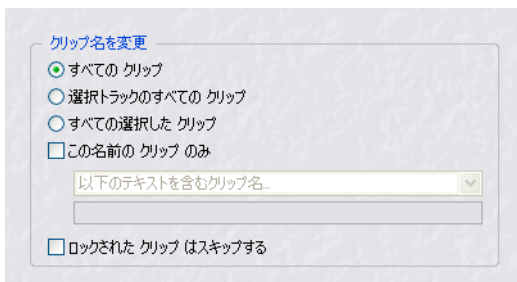 クリップ名を変更
すべての クリップ
選択トラックのすべての クリップ
すべての選択した クリップ
この名前の クリップ のみ
以下のテキストを含むクリップ名...
ロックされた クリップ はスキップする